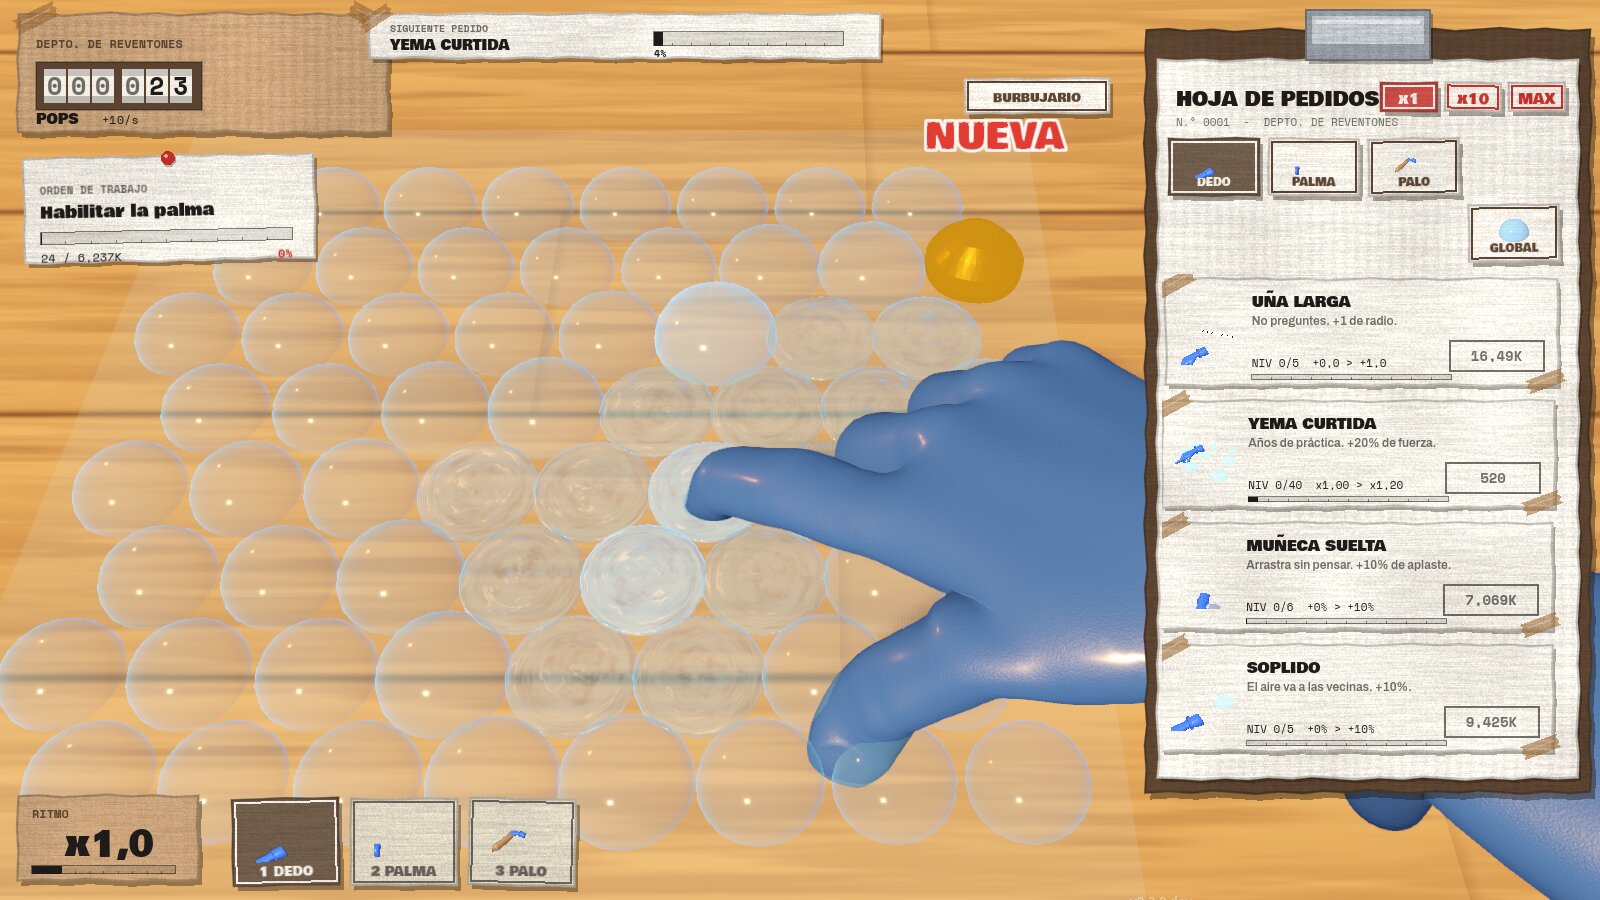 DEPTO. DE REVENTONES
000 023
POPS +10/s
SIGUIENTE PEDIDO
YEMA CURTIDA
4%
BURBUJARIO
NUEVA
ORDEN DE TRABAJO
Habilitar la palma
24 / 6,237K
0%
HOJA DE PEDIDOS
x1
x10
MAX
N.° 0001 - DEPTO. DE REVENTONES
DEDO
PALMA
PALO
GLOBAL
UÑA LARGA
No preguntes. +1 de radio.
NIV 0/5 +0,0 > +1,0
16,49K
YEMA CURTIDA
Años de práctica. +20% de fuerza.
NIV 0/40 x1,00 > x1,20
520
MUÑECA SUELTA
Arrastra sin pensar. +10% de aplaste.
NIV 0/6 +0% > +10%
7,069K
SOPLIDO
El aire va a las vecinas. +10%.
NIV 0/5 +0% > +10%
9,425K
RITMO
x1,0
1 DEDO
2 PALMA
3 PALO